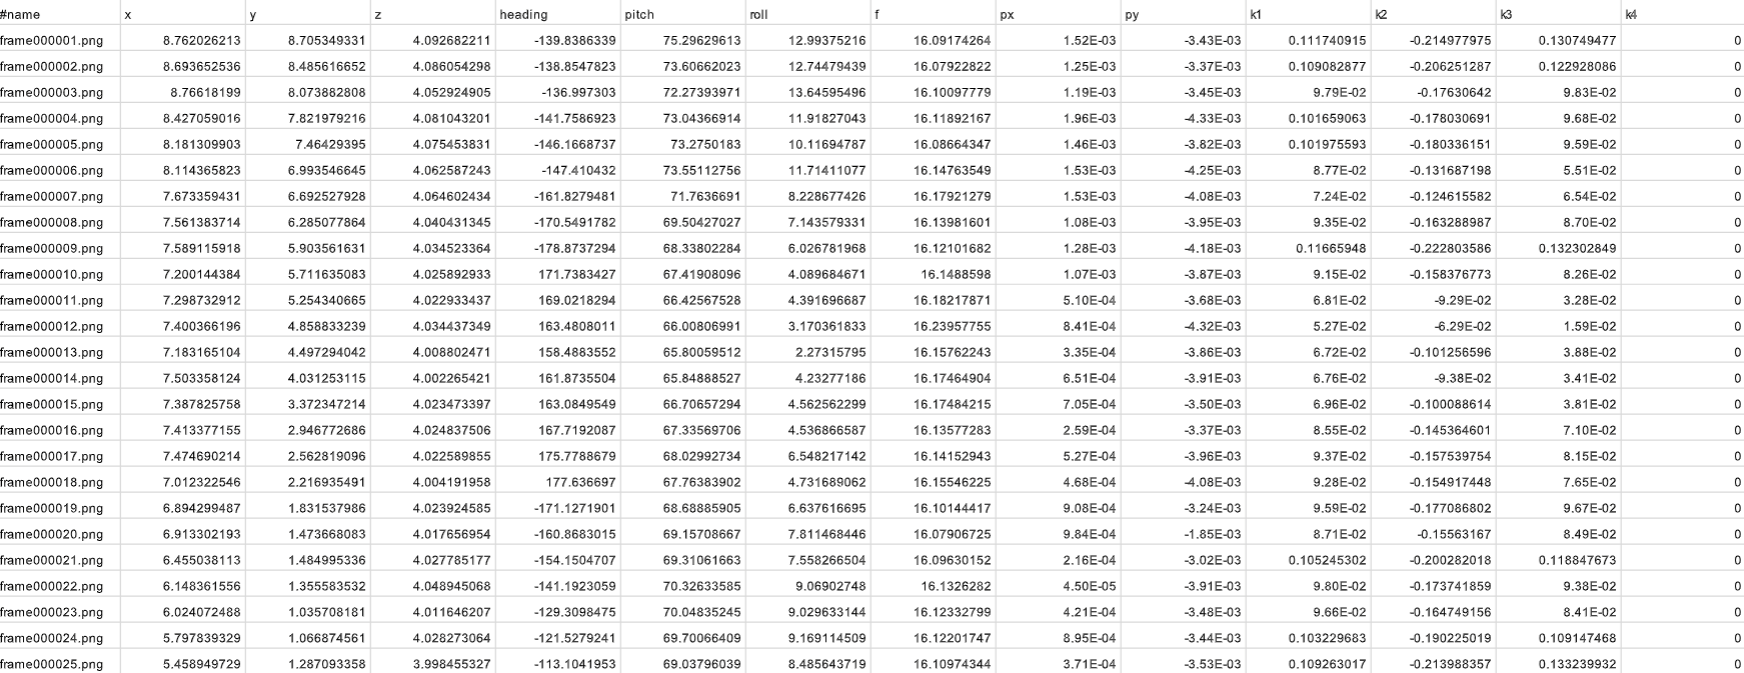 #name x y z heading pitch roll f px py k1 k2 k3 k4
frame000001.png 8.762026213 8.705349331 4.092682211 -139.8386339 75.29629613 12.99375216 16.09174264 1.52E-03 -3.43E-03 0.111740915 -0.214977975 0.130749477 0
frame000002.png 8.693652536 8.485616652 4.086054298 -138.8547823 73.60662023 12.74479439 16.07922822 1.25E-03 -3.37E-03 0.109082877 -0.206251287 0.122928086 0
frame000003.png 8.76618199 8.073882808 4.052924905 -136.997303 72.27393971 13.64595496 16.10097779 1.19E-03 -3.45E-03 9.79E-02 -0.17630642 9.83E-02 0
frame000004.png 8.427059016 7.821979216 4.081043201 -141.7586923 73.04366914 11.91827043 16.11892167 1.96E-03 -4.33E-03 0.101659063 -0.178030691 9.68E-02 0
frame000005.png 8.181309903 7.46429395 4.075453831 -146.1668737 73.2750183 10.11694787 16.08664347 1.46E-03 -3.82E-03 0.101975593 -0.180336151 9.59E-02 0
frame000006.png 8.114365823 6.993546645 4.062587243 -147.410432 73.55112756 11.71411077 16.14763549 1.53E-03 -4.25E-03 8.77E-02 -0.131687198 5.51E-02 0
frame000007.png 7.673359431 6.692527928 4.064602434 -161.8279481 71.7636691 8.228677426 16.17921279 1.53E-03 -4.08E-03 7.24E-02 -0.124615582 6.54E-02 0
frame000008.png 7.561383714 6.285077864 4.040431345 -170.5491782 69.50427027 7.143579331 16.13981601 1.08E-03 -3.95E-03 9.35E-02 -0.163288987 8.70E-02 0
frame000009.png 7.589115918 5.903561631 4.034523364 -178.8737294 68.33802284 6.026781968 16.12101682 1.28E-03 -4.18E-03 0.11665948 -0.222803586 0.132302849 0
frame000010.png 7.200144384 5.711635083 4.025892933 171.7383427 67.41908096 4.089684671 16.1488598 1.07E-03 -3.87E-03 9.15E-02 -0.158376773 8.26E-02 0
frame000011.png 7.298732912 5.254340665 4.022933437 169.0218294 66.42567528 4.391696687 16.18217871 5.10E-04 -3.68E-03 6.81E-02 -9.29E-02 3.28E-02 0
frame000012.png 7.400366196 4.858833239 4.034437349 163.4808011 66.00806991 3.170361833 16.23957755 8.41E-04 -4.32E-03 5.27E-02 -6.29E-02 1.59E-02 0
frame000013.png 7.183165104 4.497294042 4.008802471 158.4883552 65.80059512 2.27315795 16.15762243 3.35E-04 -3.86E-03 6.72E-02 -0.101256596 3.88E-02 0
frame000014.png 7.503358124 4.031253115 4.002265421 161.8735504 65.84888527 4.23277186 16.17464904 6.51E-04 -3.91E-03 6.76E-02 -9.38E-02 3.41E-02 0
frame000015.png 7.387825758 3.372347214 4.023473397 163.0849549 66.70657294 4.562562299 16.17484215 7.05E-04 -3.50E-03 6.96E-02 -0.100088614 3.81E-02 0
frame000016.png 7.413377155 2.946772686 4.024837506 167.7192087 67.33569706 4.536866587 16.13577283 2.59E-04 -3.37E-03 8.55E-02 -0.145364601 7.10E-02 0
frame000017.png 7.474690214 2.562819096 4.022589855 175.7788679 68.02992734 6.548217142 16.14152943 5.27E-04 -3.96E-03 9.37E-02 -0.157539754 8.15E-02 0
frame000018.png 7.012322546 2.216935491 4.004191958 177.636697 67.76383902 4.731689062 16.15546225 4.68E-04 -4.08E-03 9.28E-02 -0.154917448 7.65E-02 0
frame000019.png 6.894299487 1.831537986 4.023924585 -171.1271901 68.68885905 6.637616695 16.10144417 9.08E-04 -3.24E-03 9.59E-02 -0.177086802 9.67E-02 0
frame000020.png 6.913302193 1.473668083 4.017656954 -160.8683015 69.15708667 7.811468446 16.07906725 9.84E-04 -1.85E-03 8.71E-02 -0.15563167 8.49E-02 0
frame000021.png 6.455038113 1.484995336 4.027785177 -154.1504707 69.31061663 7.558266504 16.09630152 2.16E-04 -3.02E-03 0.105245302 -0.200282018 0.118847673 0
frame000022.png 6.148361556 1.355583532 4.048945068 -141.1923059 70.32633585 9.06902748 16.1326282 4.50E-05 -3.91E-03 9.80E-02 -0.173741859 9.38E-02 0
frame000023.png 6.024072488 1.035708181 4.011646207 -129.3098475 70.04835245 9.029633144 16.12332799 4.21E-04 -3.48E-03 9.66E-02 -0.164749156 8.41E-02 0
frame000024.png 5.797839329 1.066874561 4.028273064 -121.5279241 69.70066409 9.169114509 16.12201747 8.95E-04 -3.44E-03 0.103229683 -0.190225019 0.109147468 0
frame000025.png 5.458949729 1.287093358 3.998455327 -113.1041953 69.03796039 8.485643719 16.10974344 3.71E-04 -3.53E-03 0.109263017 -0.213988357 0.133239932 0